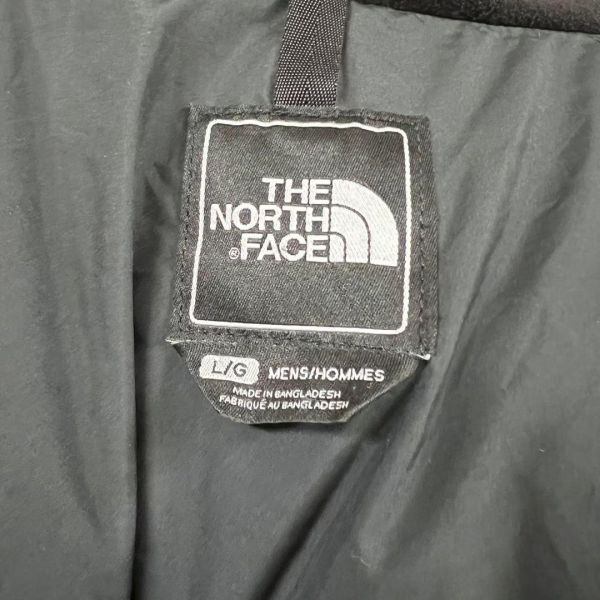 THE
NORTH
®FACE
L/G MENS/HOMMES
MADE IN BANGLADESH
FABRIQUÉ AU BANGLADESH